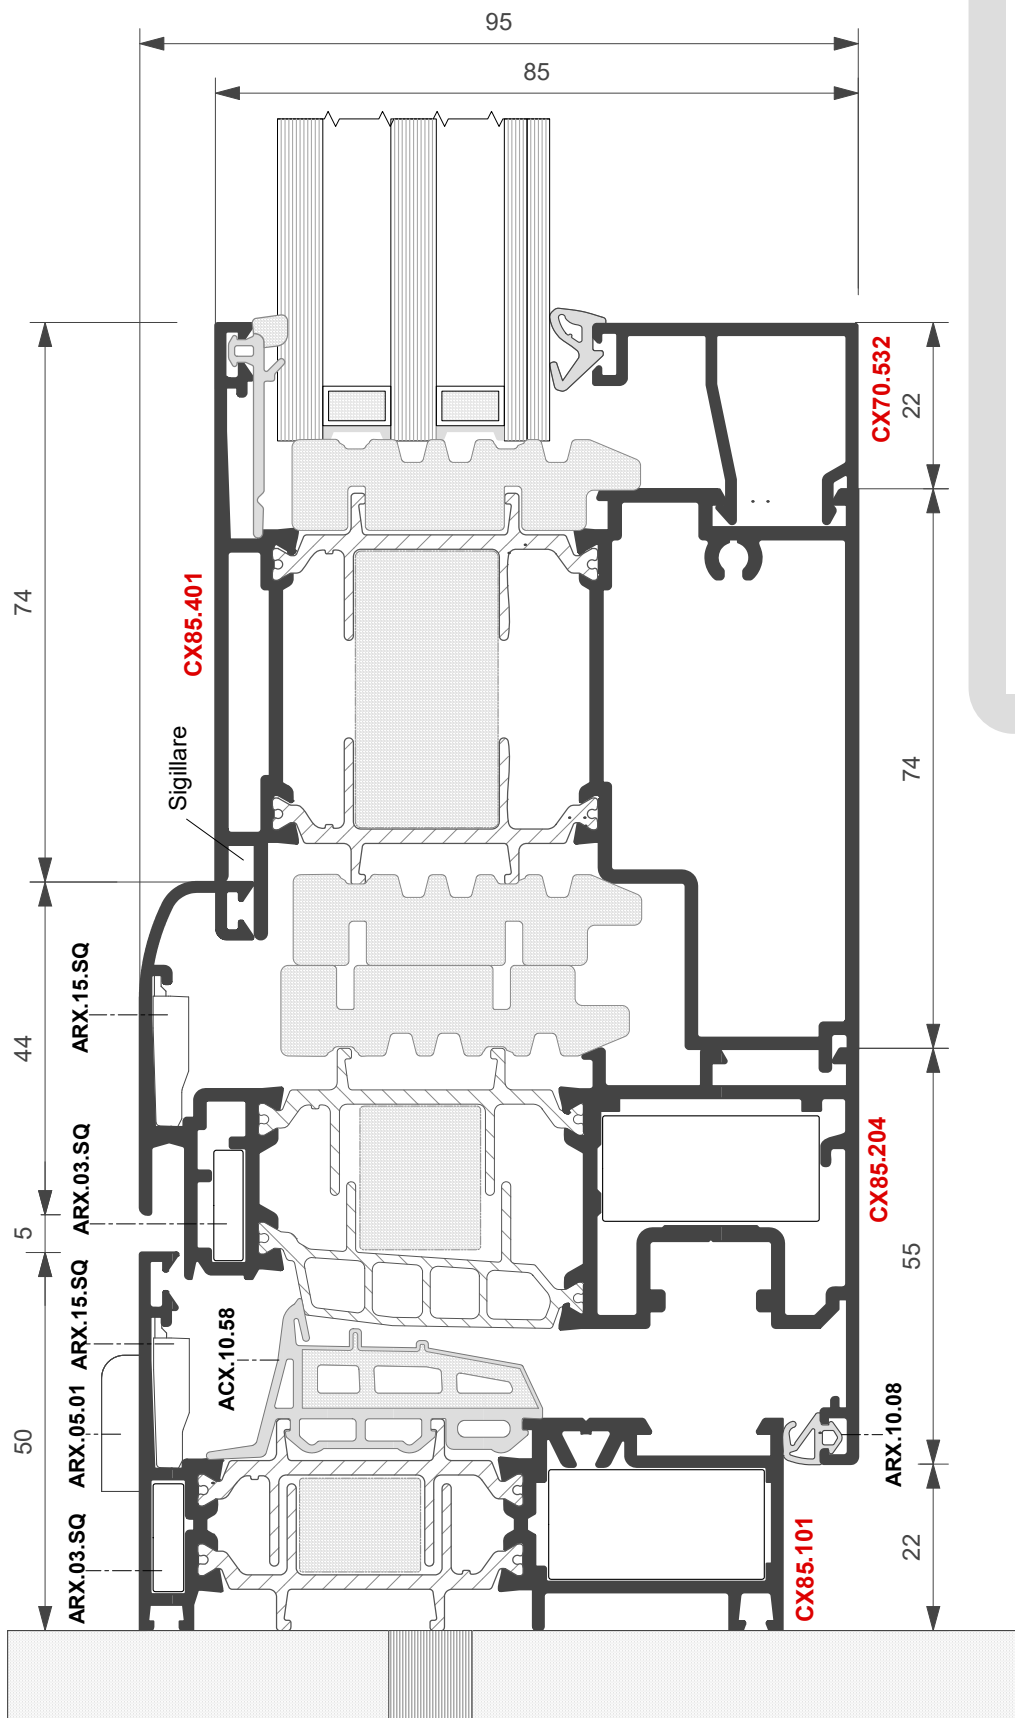 95
85
CX70.532
22
74
CX85.401
Sigillare
74
ARX.15.SQ
44
ARX.03.SQ
CX85.204
5
55
ARX.15.SQ
ACX.10.58
ARX.05.01
50
ARX.10.08
ARX.03.SQ
CX85.101
22